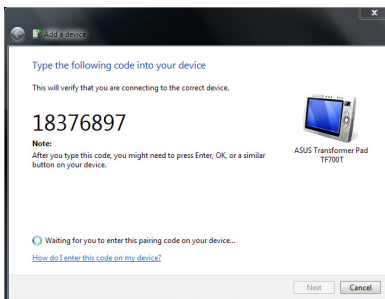 Add a device
Type the following code into your device
This will verify that you are connecting to the correct device.
18376897
Note:
After you type this code, you might need to press Enter, OK, or a similar
button on your device.
ASUS Transformer Pad
TF700T
Waiting for you to enter this pairing code on your device...
How do I enter this code on my device?
Next Cancel